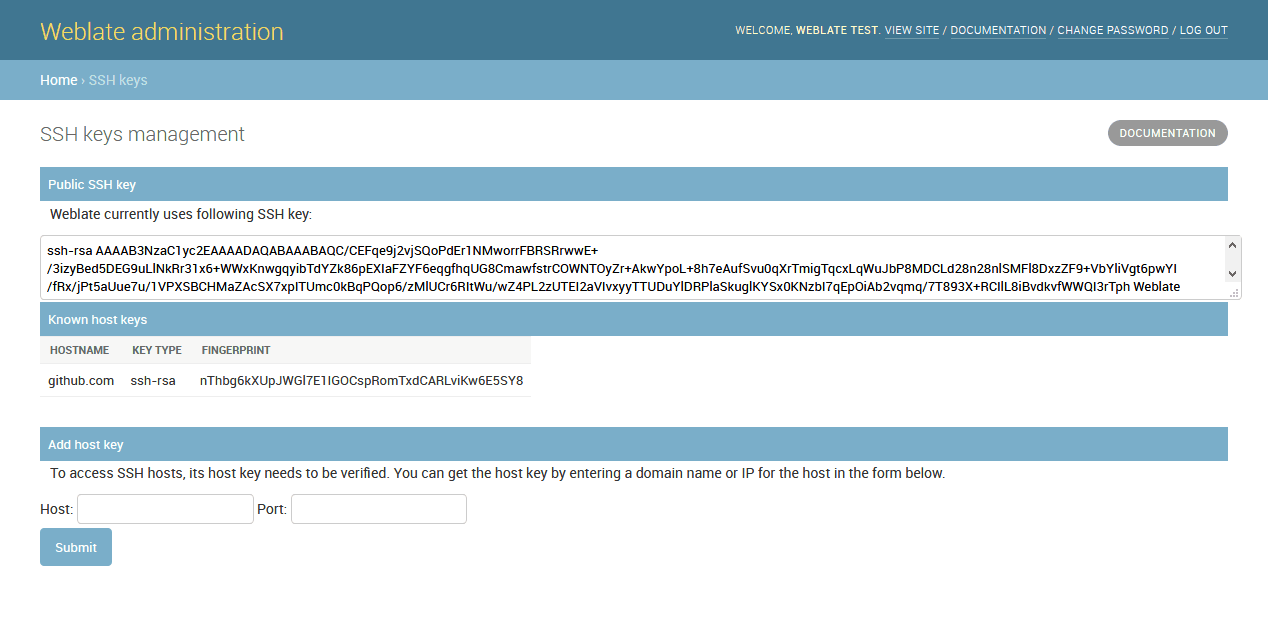 Weblate administration
WELCOME, WEBLATE TEST. VIEW SITE / DOCUMENTATION / CHANGE PASSWORD / LOG OUT
Home › SSH keys
SSH keys management
DOCUMENTATION
Public SSH key
Weblate currently uses following SSH key:
ssh-rsa AAAAB3NzaC1yc2EAAAADAQABAAABAQC/CEFqe9j2vjSQoPdEr1NMworrFBRSRrwwE+
/3izyBed5DEG9uLlNkRr31x6+WWxKnwgqyibTdYZk86pEXIaFZYF6eqgfhqUG8CmawfstrCOWNTOyZr+AkwYpoL+8h7eAufSvu0qXrTmigTqcxLqWuJbP8MDCLd28n28nlSMFl8DxzZF9+VbYliVgt6pwYI
/fRx/jPt5aUue7u/1VPXSBCHMaZAcSX7xpITUmc0kBqPQop6/zMlUCr6RItWu/wZ4PL2zUTEI2aVIvxyyTTUDuYlDRPlaSkuglKYSx0KNzbI7qEpOiAb2vqmq/7T893X+RCIlL8iBvdkvfWWQI3rTph Weblate
Known host keys
HOSTNAME KEY TYPE FINGERPRINT
github.com ssh-rsa nThbg6kXUpJWGl7E1IGOCspRomTxdCARLviKw6E5SY8
Add host key
To access SSH hosts, its host key needs to be verified. You can get the host key by entering a domain name or IP for the host in the form below.
Host: Port:
Submit